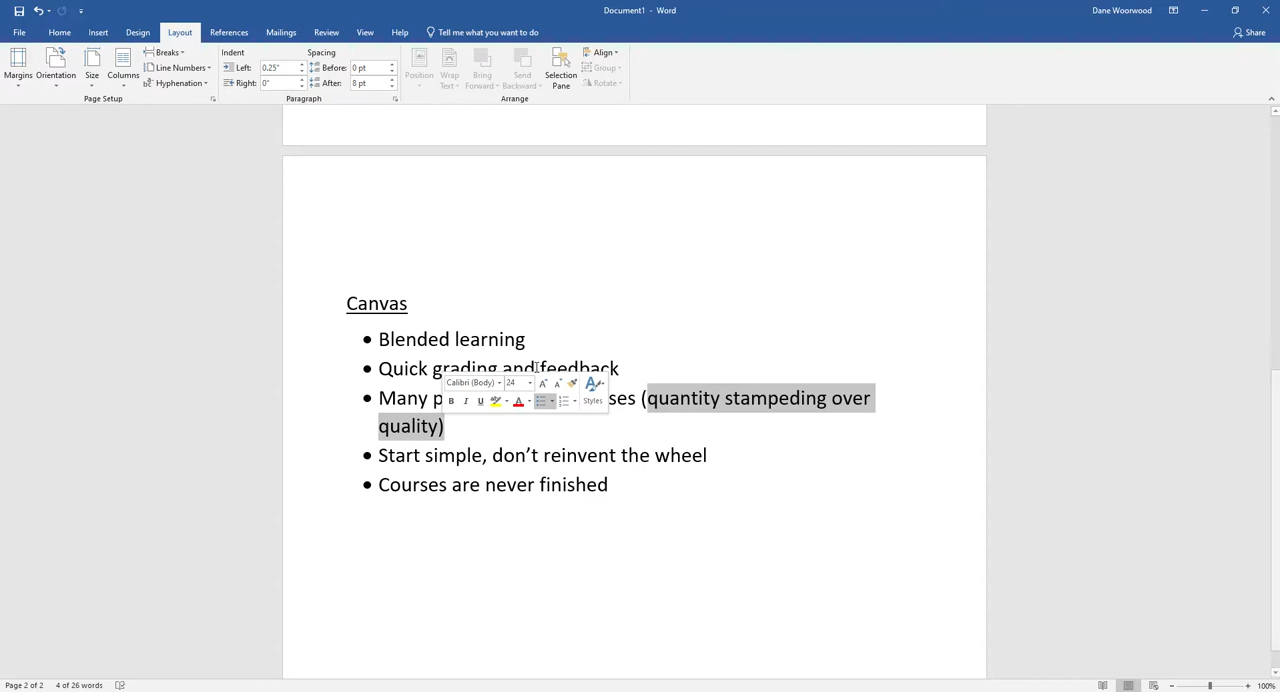 Document1 - Word
Dane Woorwood
File Home Insert Design Layout References Mailings Review View Help Tell me what you want to do Share
Margins Orientation Size Columns
Breaks
Line Numbers
Hyphenation
Page Setup
Indent Spacing
Left: 0.25" Before: 0 pt
Right: 0" After: 8 pt
Paragraph
Position Wrap Text Bring Forward Send Backward Selection Pane
Align
Group
Rotate
Arrange
Canvas
Blended learning
Quick grading and feedback
Calibri (Body) 24
Many ses (quantity stampeding over
B I U A Styles
quality)
Start simple, don't reinvent the wheel
Courses are never finished
Page 2 of 2 4 of 26 words 100%